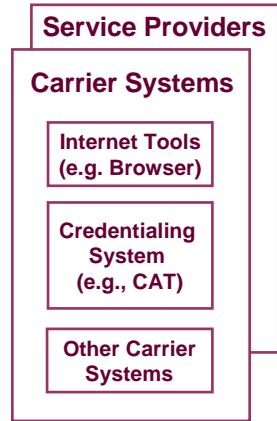 Service Providers
Carrier Systems
Internet Tools
(e.g. Browser)
Credentialing
System
(e.g., CAT)
Other Carrier
Systems